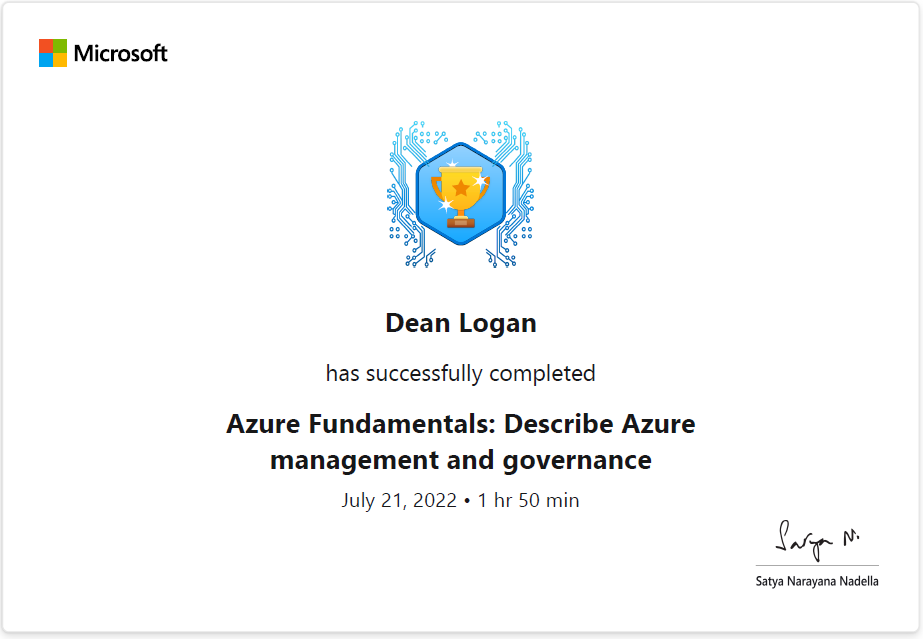 Microsoft
Dean Logan
has successfully completed
Azure Fundamentals: Describe Azure
management and governance
July 21, 2022 • 1 hr 50 min
Satya N.
Satya Narayana Nadella